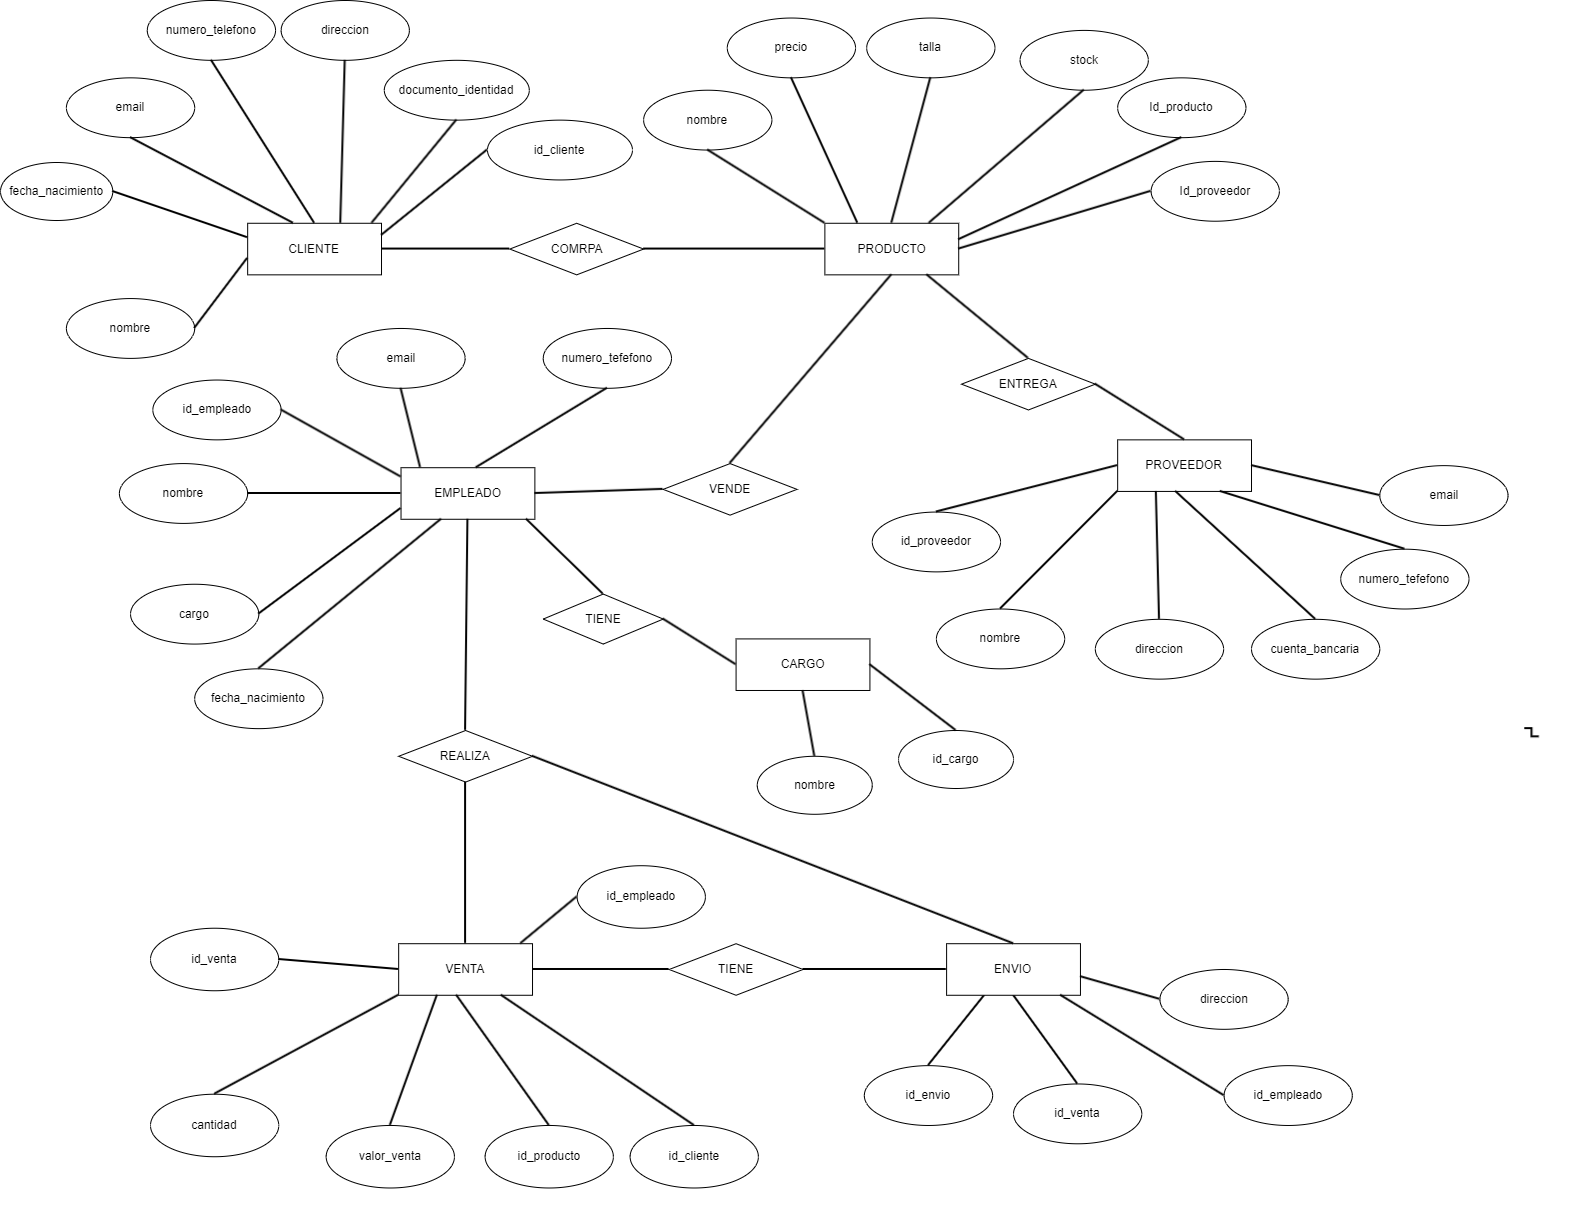 numero_telefono
direccion
documento_identidad
email
id_cliente
fecha_nacimiento
CLIENTE
nombre
COMRPA
precio
talla
stock
nombre
Id_producto
Id_proveedor
PRODUCTO
email
numero_tefefono
id_empleado
nombre
EMPLEADO
VENDE
cargo
fecha_nacimiento
ENTREGA
PROVEEDOR
email
id_proveedor
numero_tefefono
nombre
direccion
cuenta_bancaria
TIENE
CARGO
nombre
id_cargo
REALIZA
id_empleado
id_venta
VENTA
TIENE
ENVIO
direccion
cantidad
valor_venta
id_producto
id_cliente
id_envio
id_venta
id_empleado